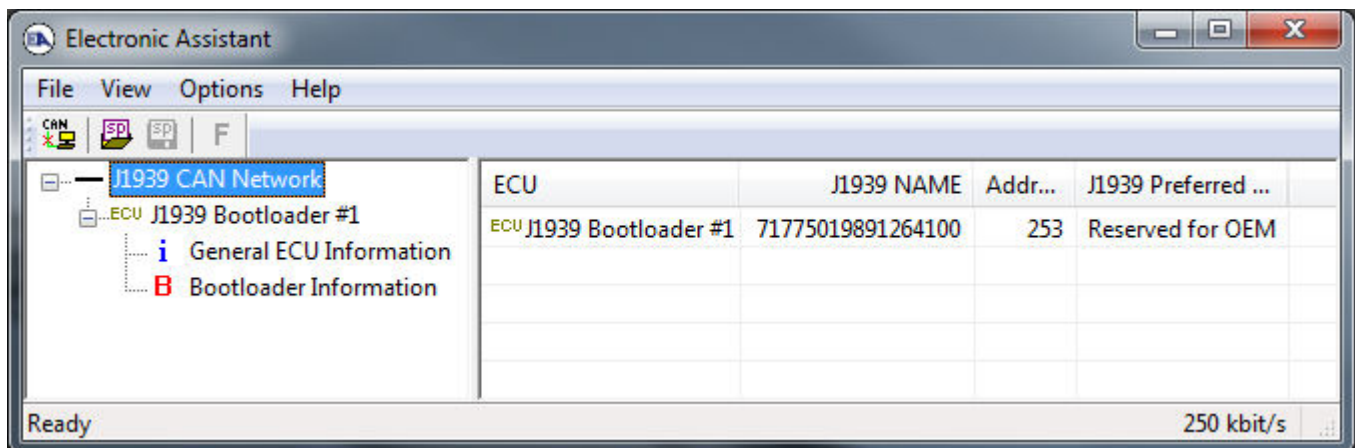 EA Electronic Assistant
File View Options Help
CAN SP SP F
J1939 CAN Network
ECU J1939 Bootloader #1
i General ECU Information
B Bootloader Information
ECU J1939 NAME Addr... J1939 Preferred ...
ECU J1939 Bootloader #1 71775019891264100 253 Reserved for OEM
Ready 250 kbit/s